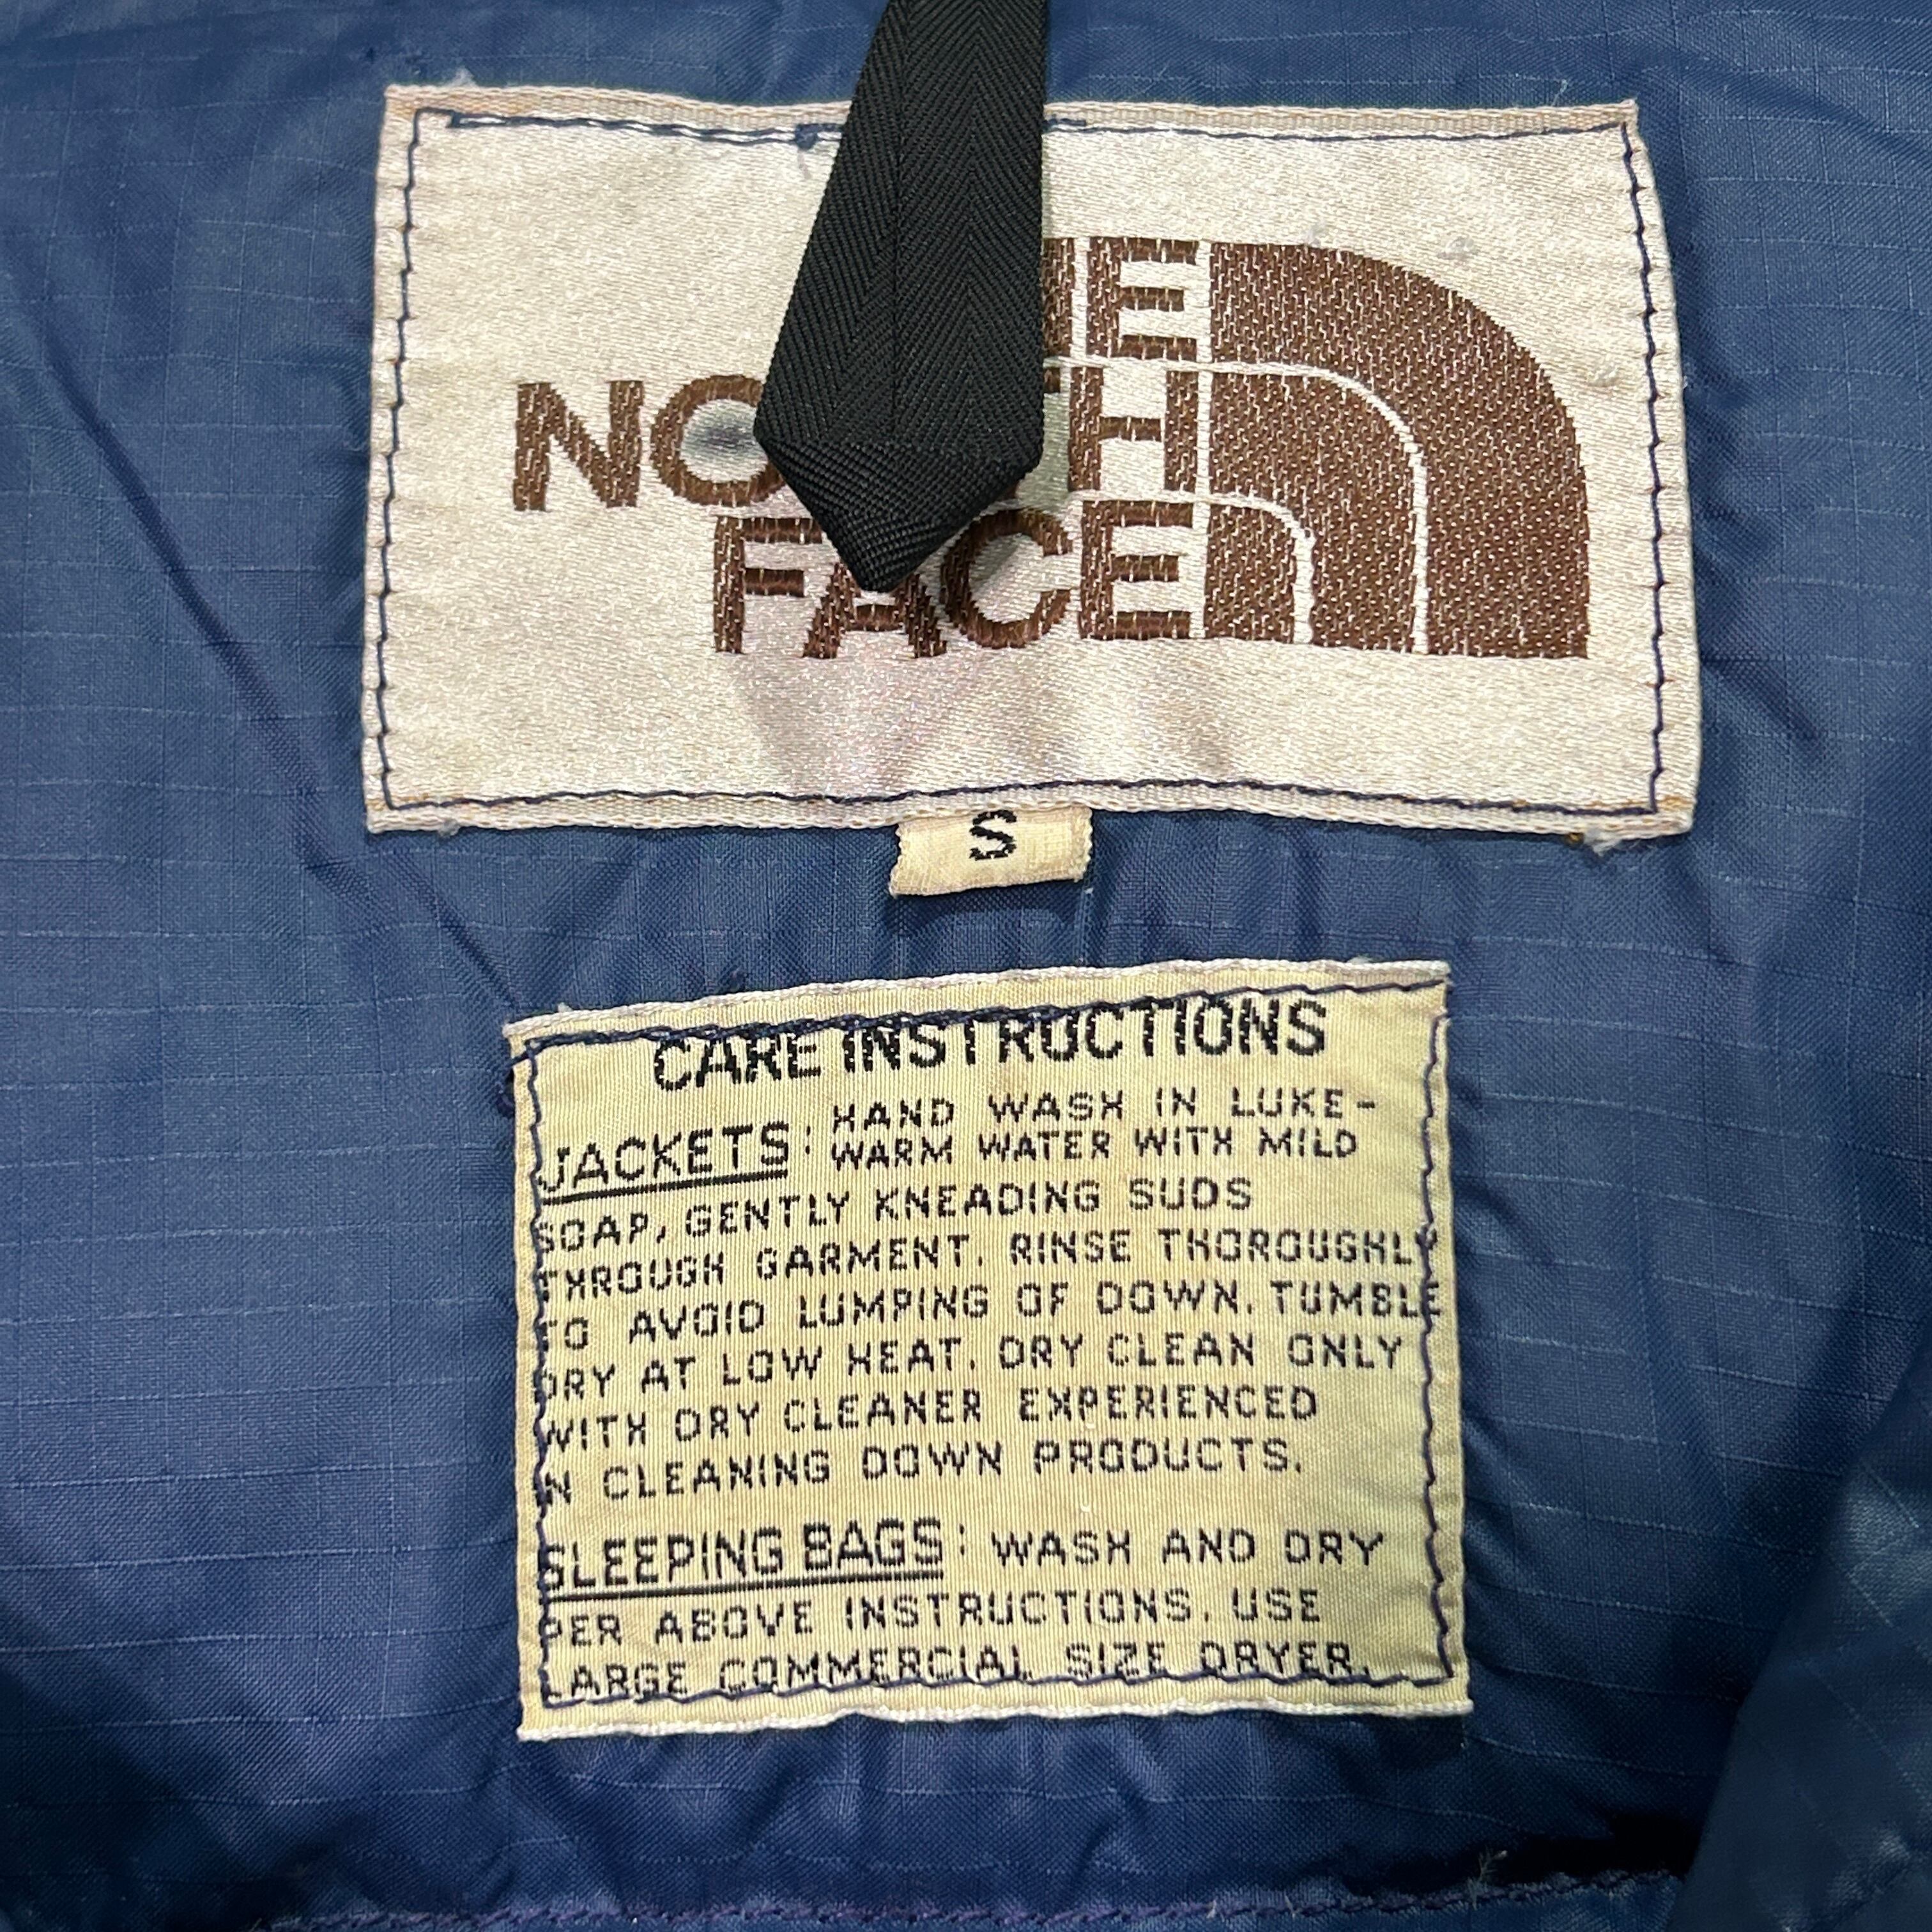 THE
NORTH
FACE
S
CARE INSTRUCTIONS
JACKETS: HAND WASH IN LUKE-
WARM WATER WITH MILD
SOAP, GENTLY KNEADING SUDS
THROUGH GARMENT. RINSE THOROUGHLY
TO AVOID LUMPING OF DOWN. TUMBLE
DRY AT LOW HEAT. DRY CLEAN ONLY
WITH DRY CLEANER EXPERIENCED
IN CLEANING DOWN PRODUCTS.
SLEEPING BAGS: WASH AND DRY
PER ABOVE INSTRUCTIONS. USE
LARGE COMMERCIAL SIZE DRYER.